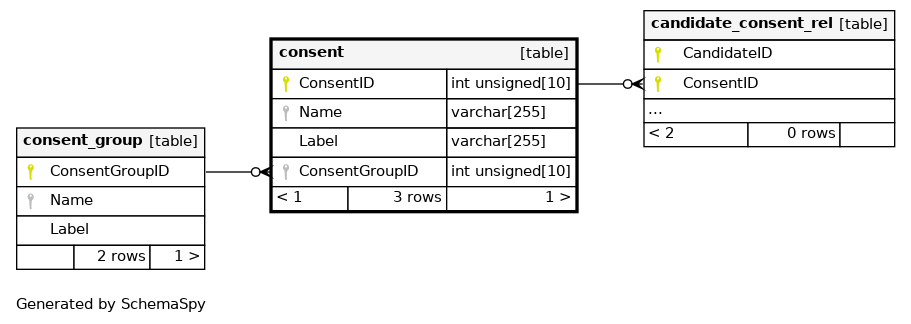 consent_group [table]
ConsentGroupID
Name
Label
2 rows 1 >
consent [table]
ConsentID int unsigned[10]
Name varchar[255]
Label varchar[255]
ConsentGroupID int unsigned[10]
< 1 3 rows 1 >
candidate_consent_rel [table]
CandidateID
ConsentID
...
< 2 0 rows
Generated by SchemaSpy